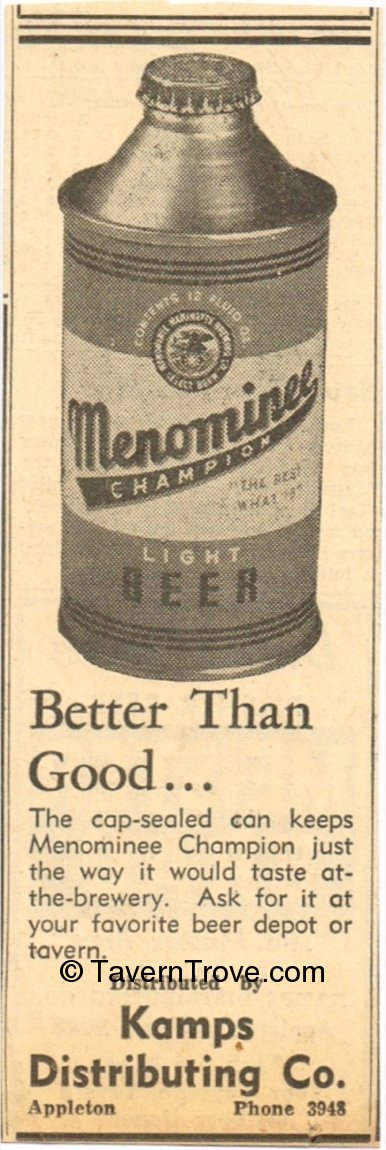 CONTENTS 12 FLUID OZ.
Menominee
CHAMPION
"THE BEST
WHAT IS"
LIGHT
BEER
Better Than
Good...
The cap-sealed can keeps
Menominee Champion just
the way it would taste at-
the-brewery. Ask for it at
your favorite beer depot or
tavern.
© TavernTrove.com
Distributed by
Kamps
Distributing Co.
Appleton Phone 3948